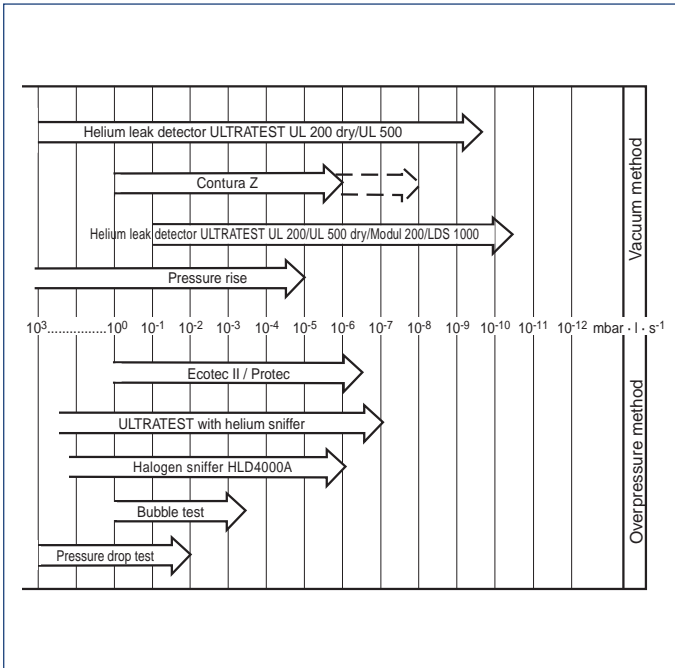 Helium leak detector ULTRATEST UL 200 dry/UL 500
Contura Z
Helium leak detector ULTRATEST UL 200/UL 500 dry/Modul 200/LDS 1000
Pressure rise
Vacuum method
10³................10⁰ 10⁻¹ 10⁻² 10⁻³ 10⁻⁴ 10⁻⁵ 10⁻⁶ 10⁻⁷ 10⁻⁸ 10⁻⁹ 10⁻¹⁰ 10⁻¹¹ 10⁻¹² mbar · l · s⁻¹
Ecotec II / Protec
ULTRATEST with helium sniffer
Halogen sniffer HLD4000A
Bubble test
Pressure drop test
Overpressure method